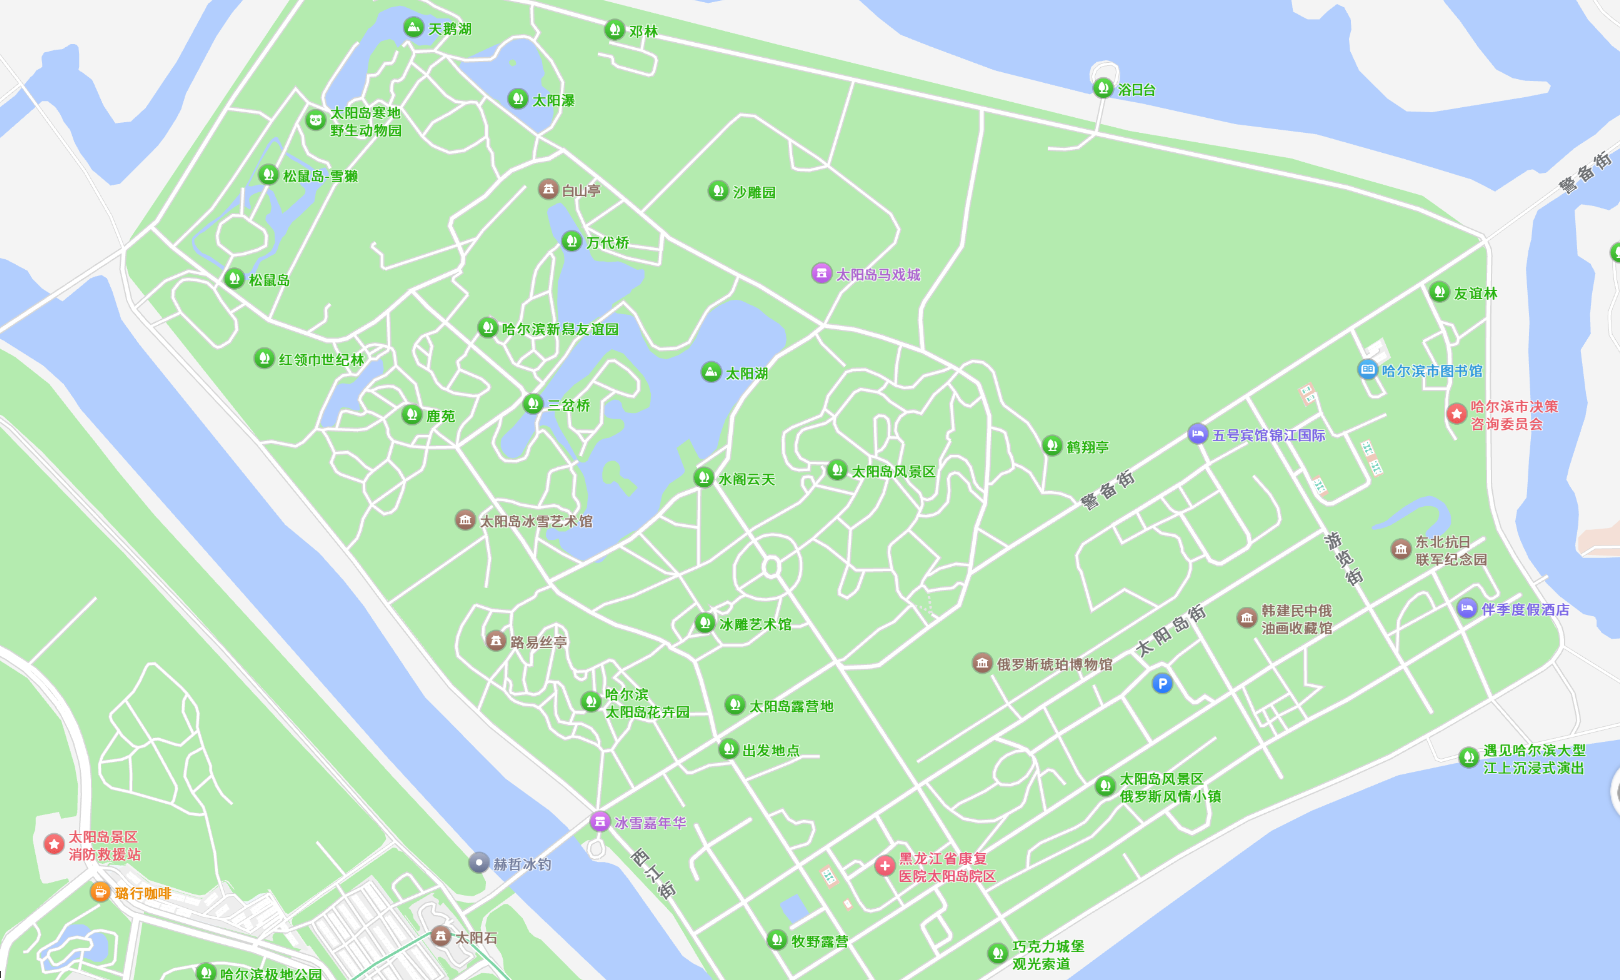 天鹅湖
邓林
太阳瀑
浴日台
太阳岛寒地
野生动物园
警备街
松鼠岛-雪獭
白山亭
沙雕园
万代桥
松鼠岛
太阳岛马戏城
友谊林
哈尔滨新舄友谊园
红领巾世纪林
太阳湖
哈尔滨市图书馆
鹿苑
三岔桥
哈尔滨市决策
咨询委员会
五号宾馆锦江国际
鹤翔亭
太阳岛风景区
水阁云天
警备街
太阳岛冰雪艺术馆
游览街
东北抗日
联军纪念园
伴季度假酒店
韩建民中俄
油画收藏馆
太阳岛街
冰雕艺术馆
路易丝亭
俄罗斯琥珀博物馆
P
哈尔滨
太阳岛花卉园
太阳岛露营地
出发地点
遇见哈尔滨大型
江上沉浸式演出
太阳岛风景区
俄罗斯风情小镇
冰雪嘉年华
太阳岛景区
消防救援站
赫哲冰钓
西江街
黑龙江省康复
医院太阳岛院区
璐行咖啡
太阳石
牧野露营
巧克力城堡
观光索道
哈尔滨极地公园